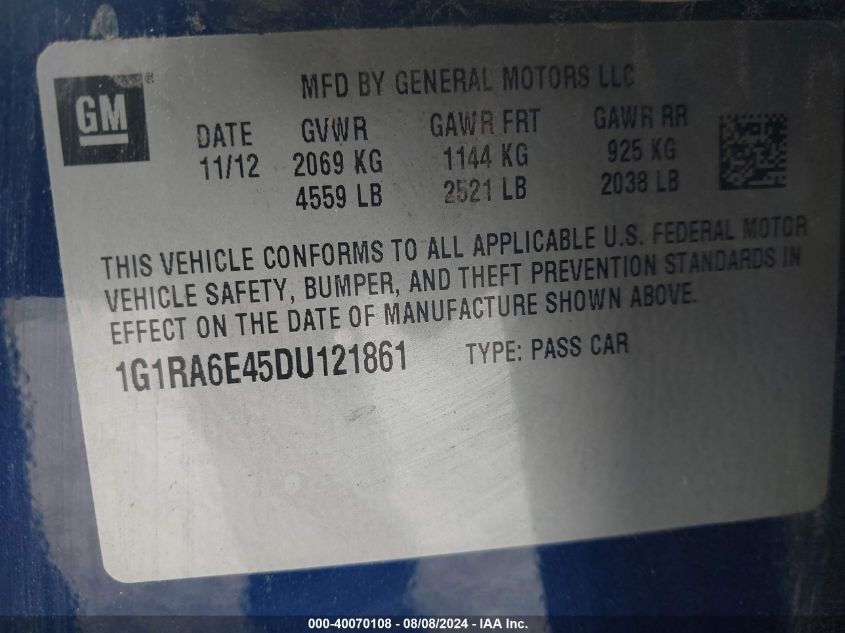 MFD BY GENERAL MOTORS LLC
GM®
DATE GVWR GAWR FRT GAWR RR
11/12 2069 KG 1144 KG 925 KG
4559 LB 2521 LB 2038 LB
THIS VEHICLE CONFORMS TO ALL APPLICABLE U.S. FEDERAL MOTOR
VEHICLE SAFETY, BUMPER, AND THEFT PREVENTION STANDARDS IN
EFFECT ON THE DATE OF MANUFACTURE SHOWN ABOVE.
1G1RA6E45DU121861 TYPE: PASS CAR
000-40070108 - 08/08/2024 - IAA Inc.